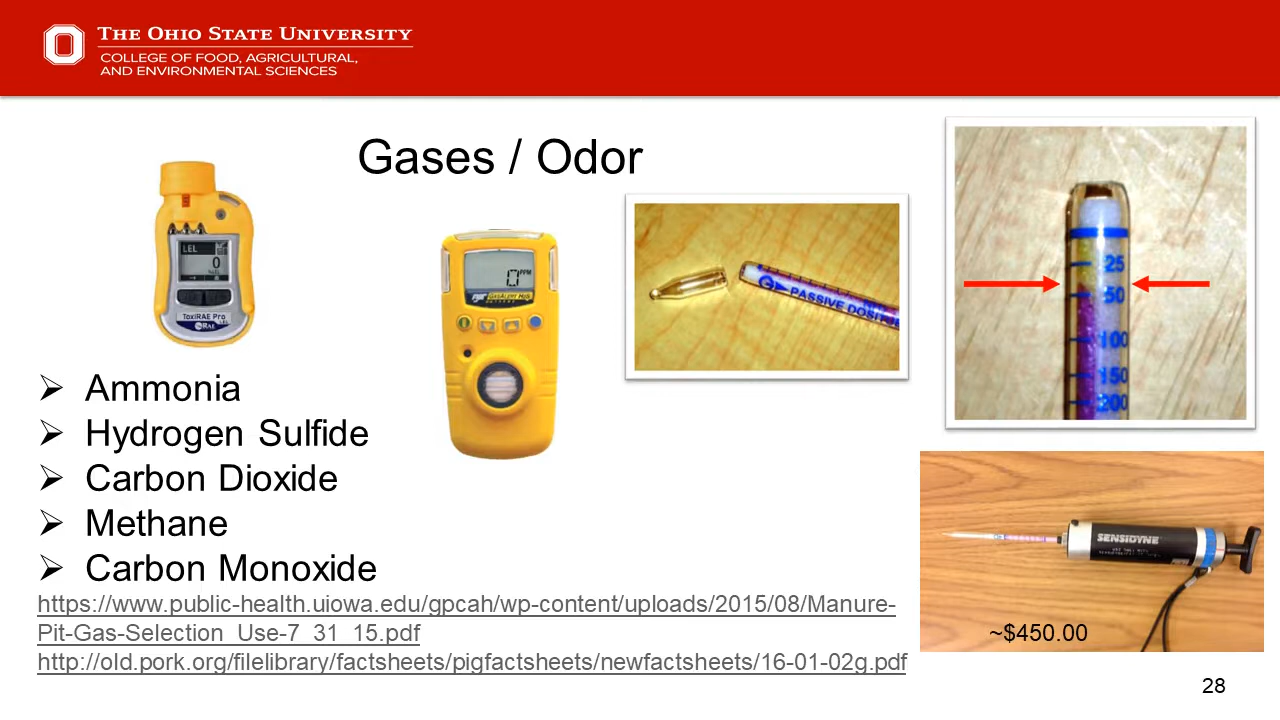 THE OHIO STATE UNIVERSITY
COLLEGE OF FOOD, AGRICULTURAL,
AND ENVIRONMENTAL SCIENCES
Gases / Odor
LEL
0
ToxiRAE Pro
RAE
0 PPM
PASSIVE DOSI
25
50
100
150
200
➢ Ammonia
➢ Hydrogen Sulfide
➢ Carbon Dioxide
➢ Methane
➢ Carbon Monoxide
https://www.public-health.uiowa.edu/gpcah/wp-content/uploads/2015/08/Manure-
Pit-Gas-Selection_Use-7_31_15.pdf
http://old.pork.org/filelibrary/factsheets/pigfactsheets/newfactsheets/16-01-02g.pdf
SENSIDYNE
~$450.00
28